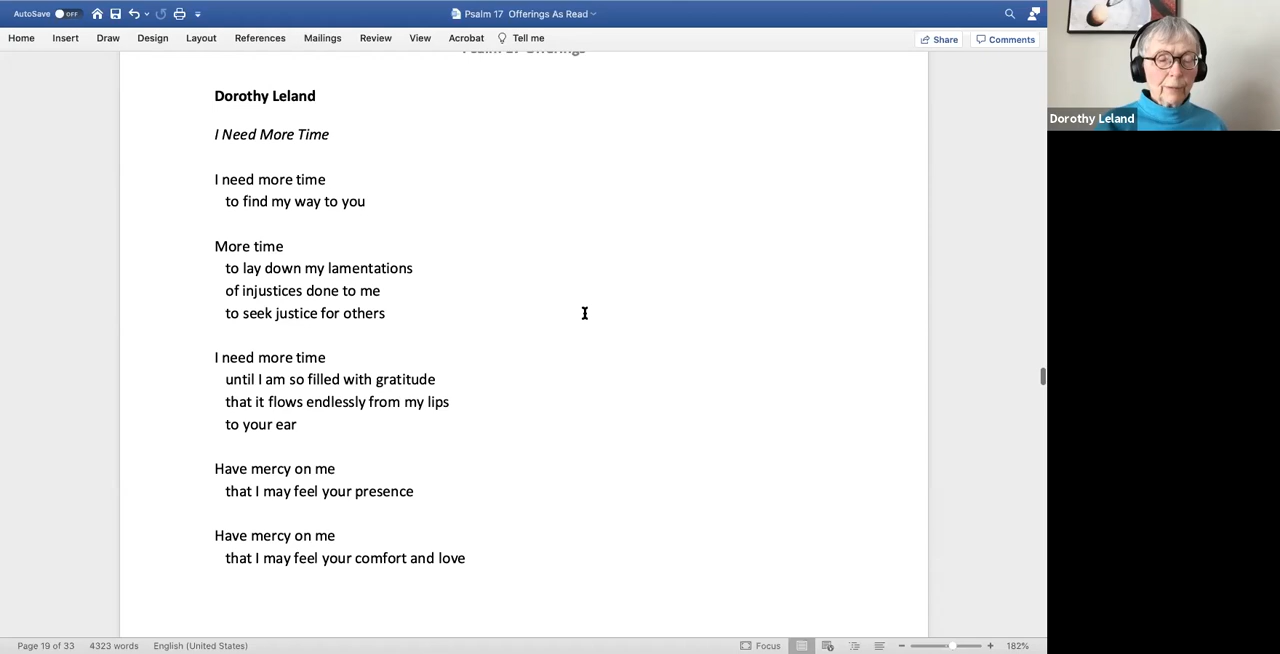 AutoSave OFF
Psalm 17 Offerings As Read
Home Insert Draw Design Layout References Mailings Review View Acrobat Tell me
Share Comments
Psalm 17 Offerings
Dorothy Leland
I Need More Time
I need more time
to find my way to you
More time
to lay down my lamentations
of injustices done to me
to seek justice for others
I need more time
until I am so filled with gratitude
that it flows endlessly from my lips
to your ear
Have mercy on me
that I may feel your presence
Have mercy on me
that I may feel your comfort and love
Page 19 of 33 4323 words English (United States)
Focus
182%
Dorothy Leland